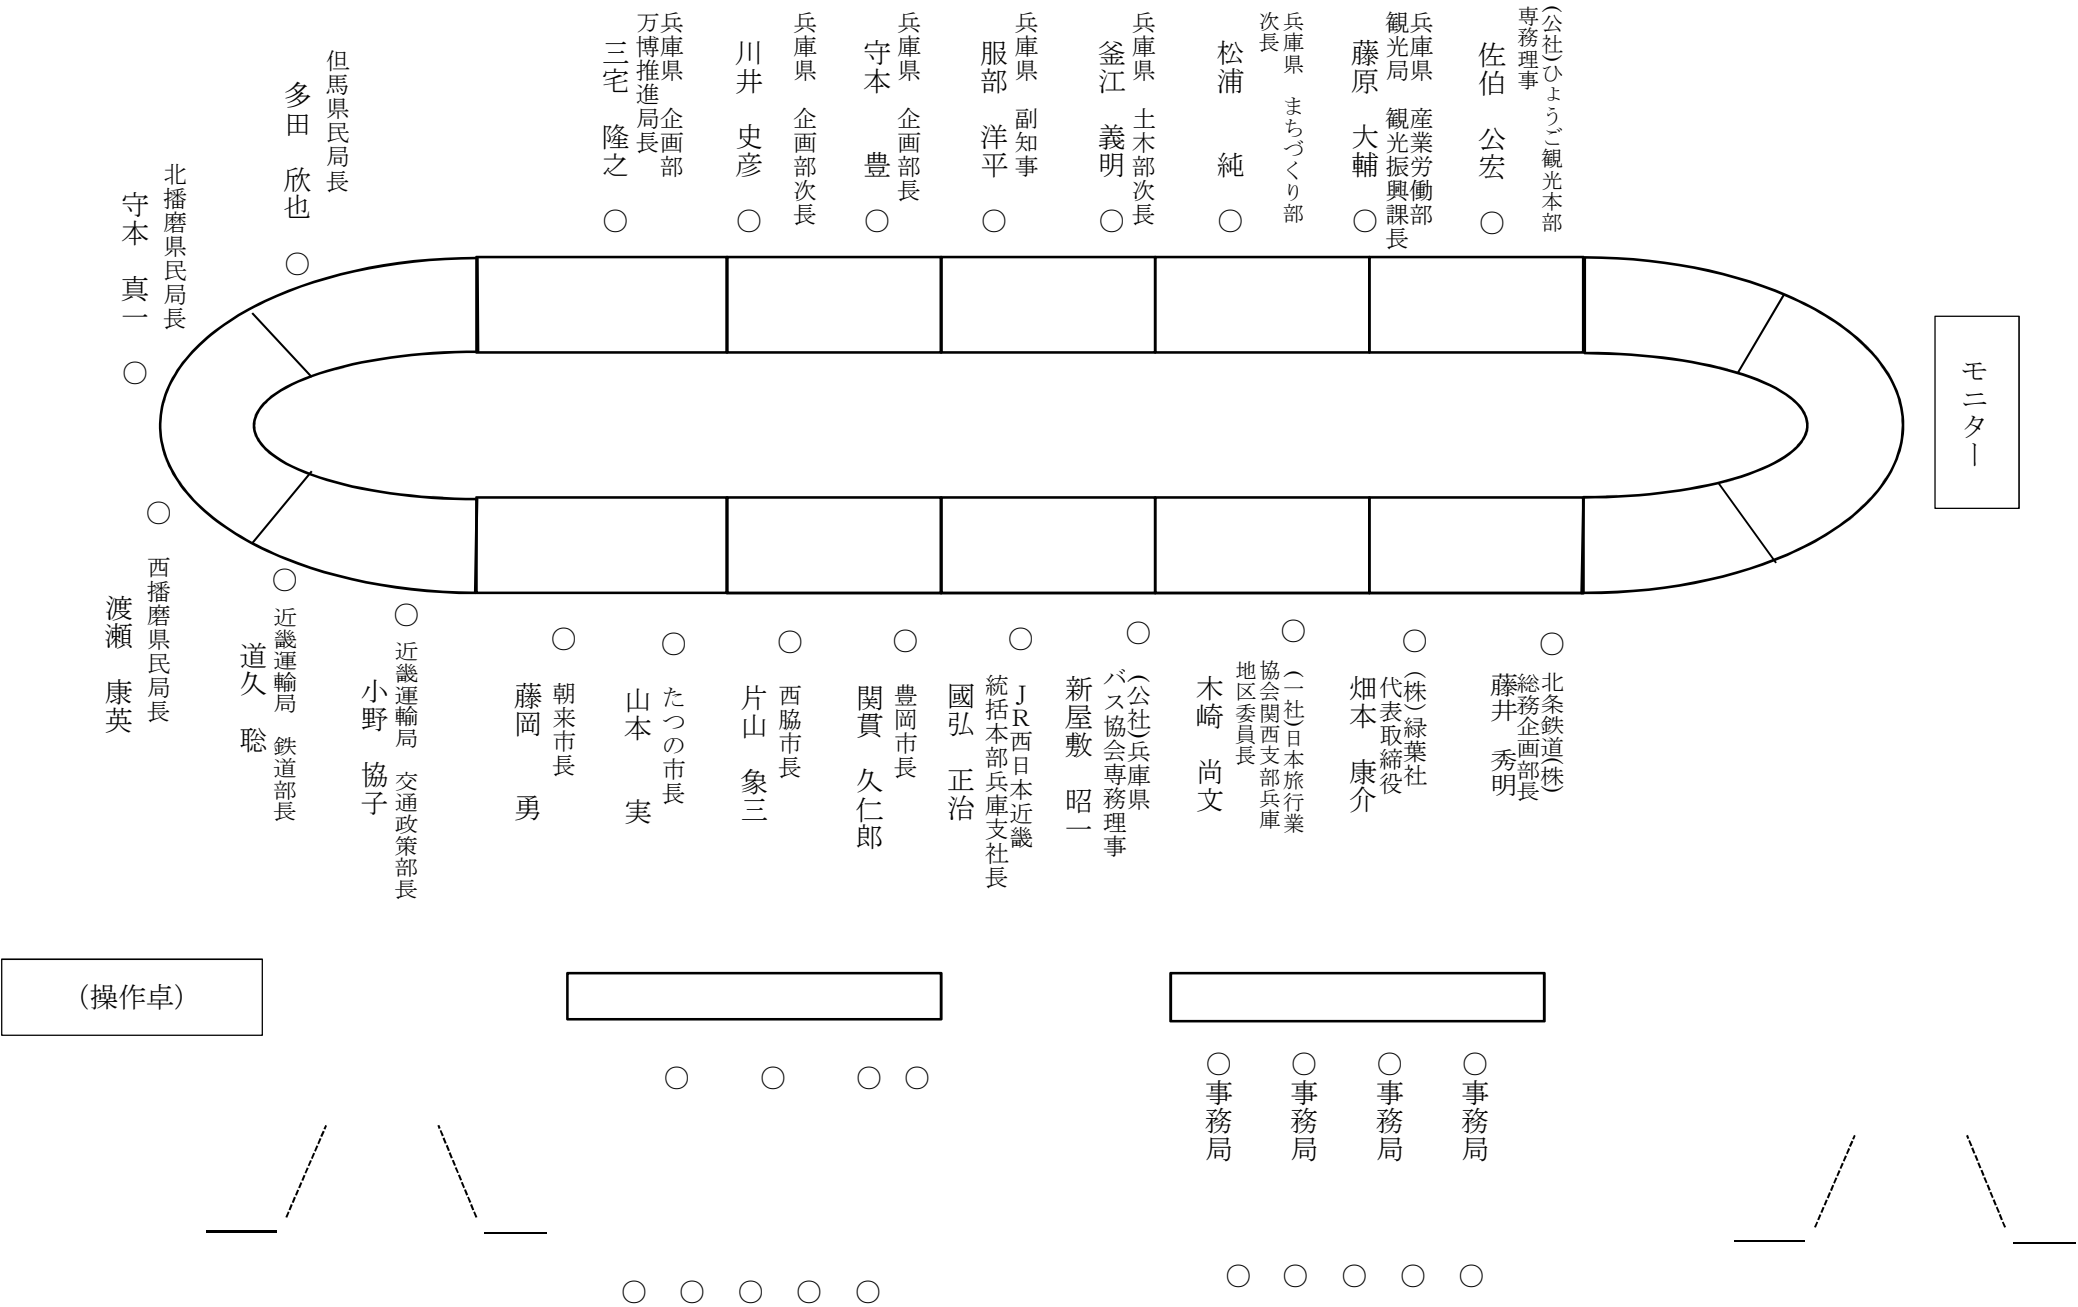 (公社)ひょうご観光本部
専務理事
佐伯　公宏　○
兵庫県　産業労働部
観光局　観光振興課長
藤原　大輔　○
兵庫県　まちづくり部
次長
松浦　　純　○
兵庫県　土木部次長
釜江　義明　○
兵庫県　副知事
服部　洋平　○
兵庫県　企画部長
守本　　豊　○
兵庫県　企画部次長
川井　史彦　○
兵庫県　企画部
万博推進局長
三宅　隆之　○
但馬県民局長
多田　欣也　○
北播磨県民局長
守本　真一　○
モニター
○　北条鉄道(株)
総務企画部長
藤井　秀明
○　(株)緑葉社
代表取締役
畑本　康介
○　(一社)日本旅行業
協会関西支部兵庫
地区委員長
木崎　尚文
○　(公社)兵庫県
バス協会専務理事
新屋敷　昭一
○　ＪＲ西日本近畿
統括本部兵庫支社長
國弘　正治
○　豊岡市長
関貫　久仁郎
○　西脇市長
片山　象三
○　たつの市長
山本　　実
○　朝来市長
藤岡　　勇
○　近畿運輸局　交通政策部長
小野　協子
○　近畿運輸局　鉄道部長
道久　聡
○　西播磨県民局長
渡瀬　康英
（操作卓）
○　○　○　○
○事務局
○事務局
○事務局
○事務局
○　○　○　○　○
○　○　○　○　○